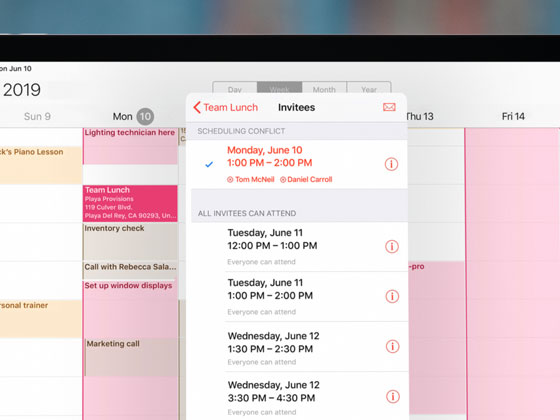 on Jun 10
2019
Day
Week
Month
Year
Sun 9
Mon 10
Thu 13
Fri 14
Lighting technician here
k's Piano Lesson
Team Lunch
Playa Provisions
119 Culver Blvd.
Playa Del Rey, CA 90293, Un...
Inventory check
Call with Rebecca Sala...
Set up window displays
rsonal trainer
Marketing call
-pro
Team Lunch
Invitees
SCHEDULING CONFLICT
Monday, June 10
1:00 PM – 2:00 PM
Tom McNeil Daniel Carroll
ALL INVITEES CAN ATTEND
Tuesday, June 11
12:00 PM – 1:00 PM
Everyone can attend
Tuesday, June 11
1:00 PM – 2:00 PM
Everyone can attend
Wednesday, June 12
1:30 PM – 2:30 PM
Everyone can attend
Wednesday, June 12
3:30 PM – 4:30 PM
Everyone can attend